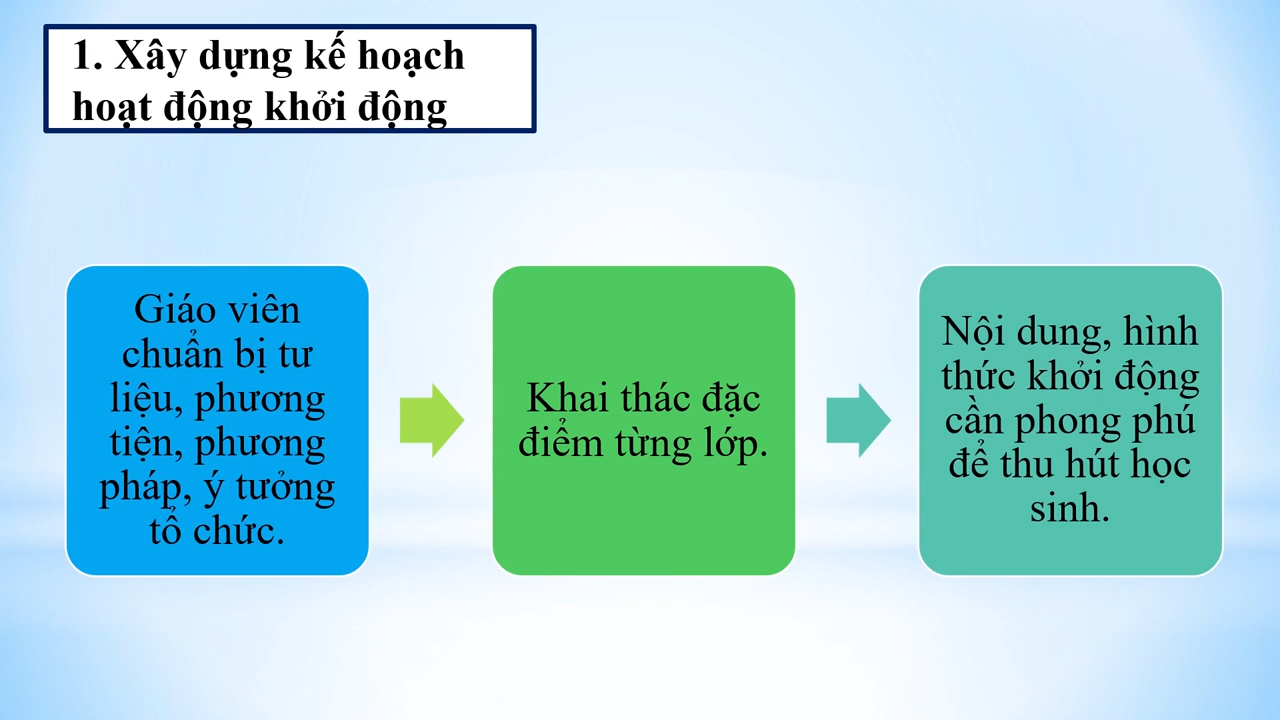 1. Xây dựng kế hoạch
hoạt động khởi động
Giáo viên
chuẩn bị tư
liệu, phương
tiện, phương
pháp, ý tưởng
tổ chức.
Khai thác đặc
điểm từng lớp.
Nội dung, hình
thức khởi động
cần phong phú
để thu hút học
sinh.